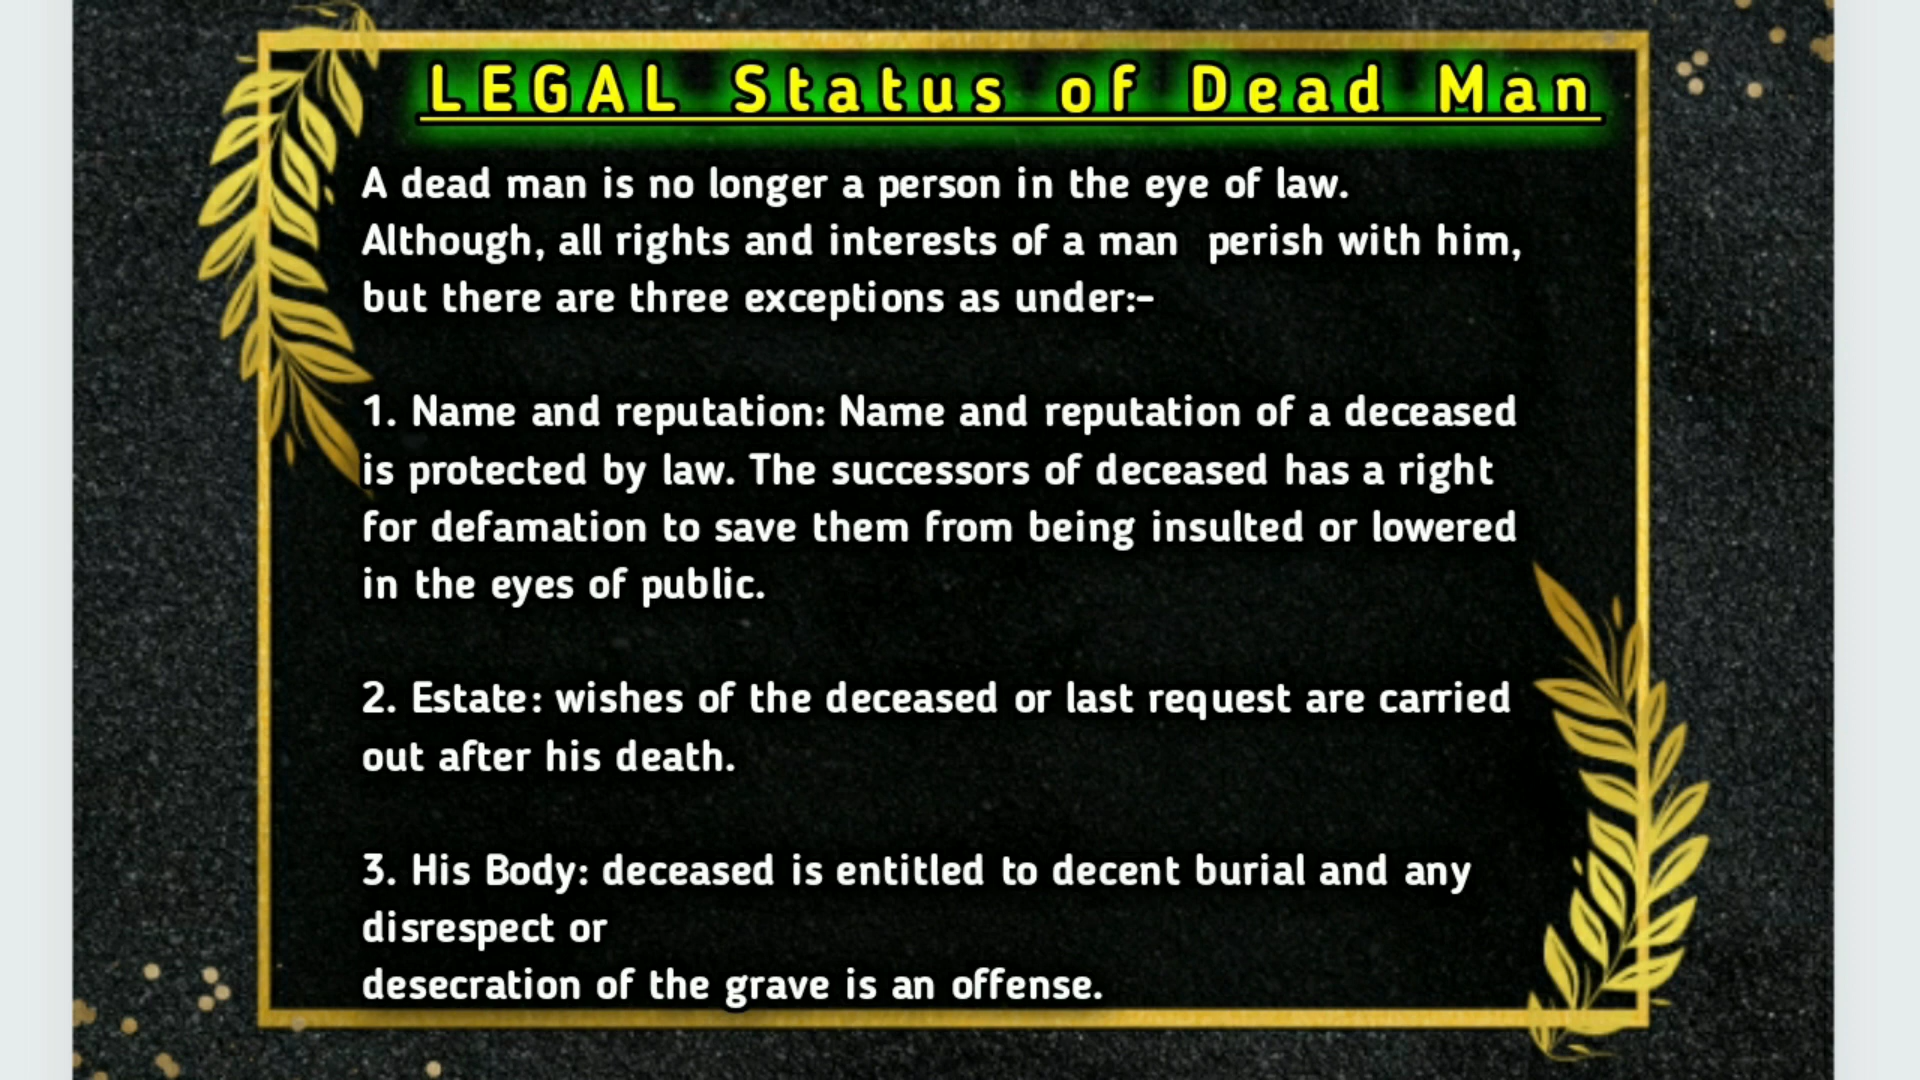 LEGAL Status of Dead Man
A dead man is no longer a person in the eye of law.
Although, all rights and interests of a man perish with him,
but there are three exceptions as under:-
1. Name and reputation: Name and reputation of a deceased
is protected by law. The successors of deceased has a right
for defamation to save them from being insulted or lowered
in the eyes of public.
2. Estate: wishes of the deceased or last request are carried
out after his death.
3. His Body: deceased is entitled to decent burial and any
disrespect or
desecration of the grave is an offense.